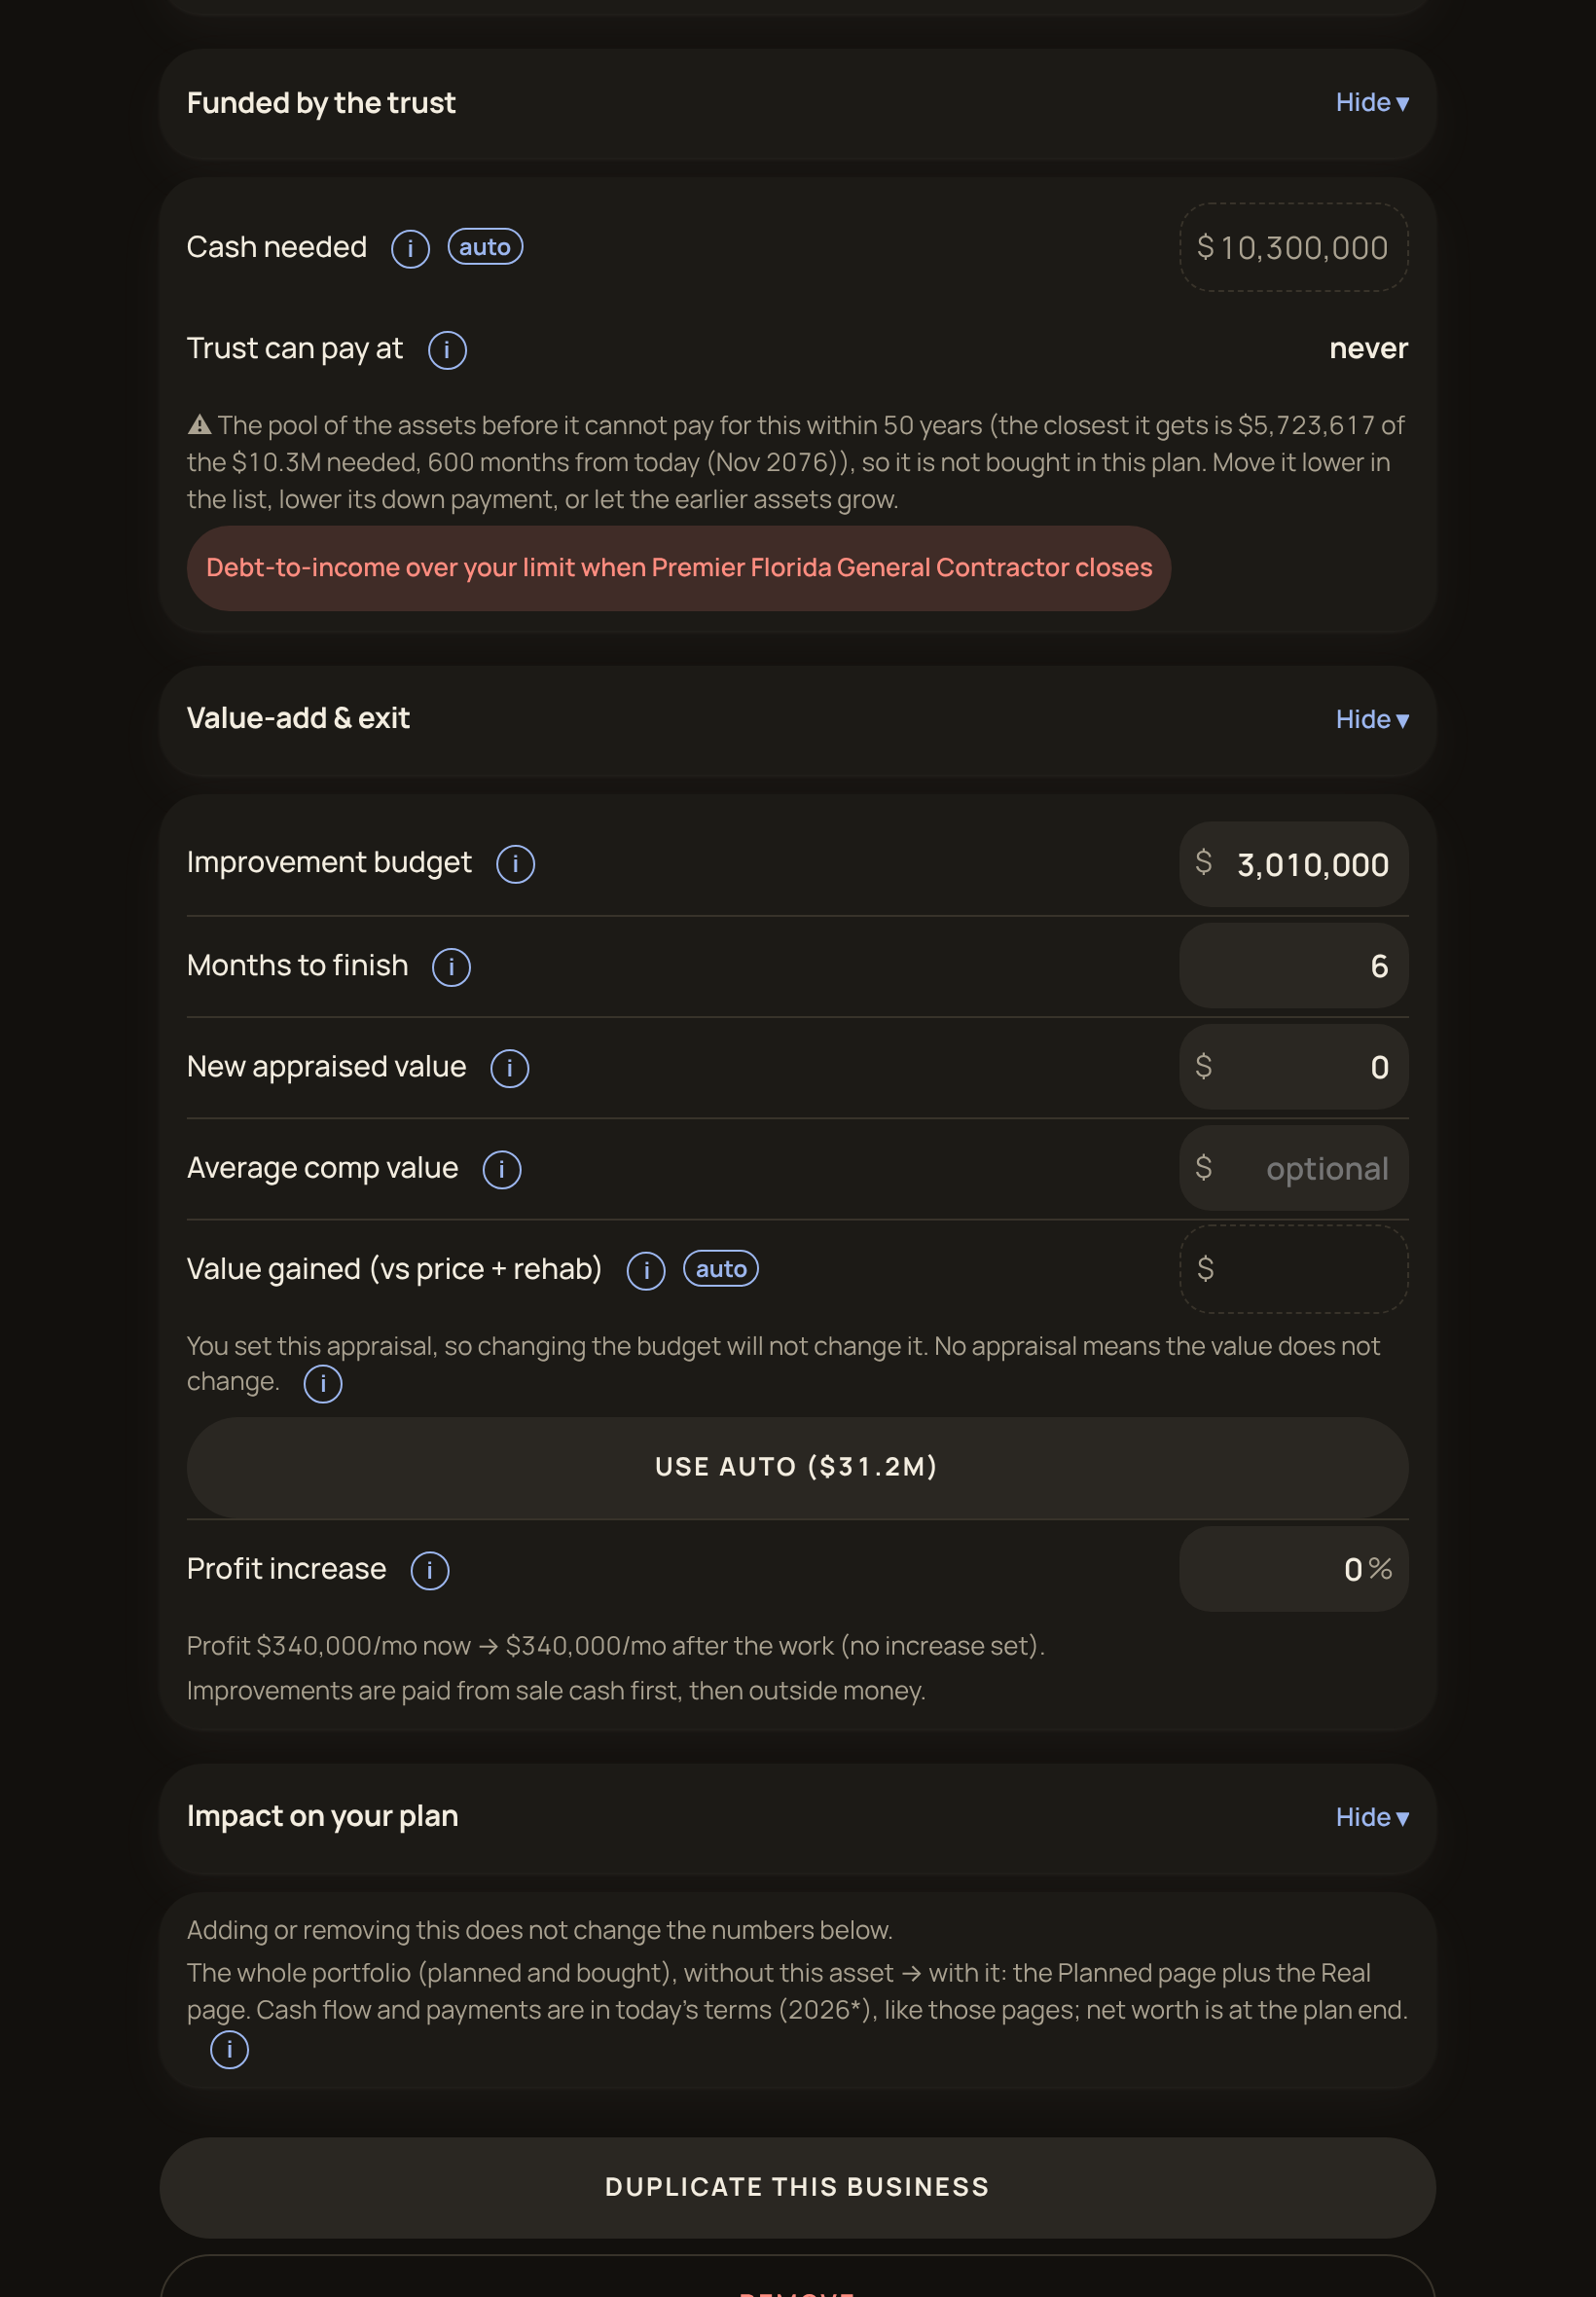 Funded by the trust
Hide ▾
Cash needed i auto
$ 10,300,000
Trust can pay at i
never
⚠ The pool of the assets before it cannot pay for this within 50 years (the closest it gets is $5,723,617 of
the $10.3M needed, 600 months from today (Nov 2076)), so it is not bought in this plan. Move it lower in
the list, lower its down payment, or let the earlier assets grow.
Debt-to-income over your limit when Premier Florida General Contractor closes
Value-add & exit
Hide ▾
Improvement budget i
$ 3,010,000
Months to finish i
6
New appraised value i
$ 0
Average comp value i
$ optional
Value gained (vs price + rehab) i auto
$
You set this appraisal, so changing the budget will not change it. No appraisal means the value does not
change. i
USE AUTO ($31.2M)
Profit increase i
0 %
Profit $340,000/mo now → $340,000/mo after the work (no increase set).
Improvements are paid from sale cash first, then outside money.
Impact on your plan
Hide ▾
Adding or removing this does not change the numbers below.
The whole portfolio (planned and bought), without this asset → with it: the Planned page plus the Real
page. Cash flow and payments are in today's terms (2026*), like those pages; net worth is at the plan end.
i
DUPLICATE THIS BUSINESS
REMOVE